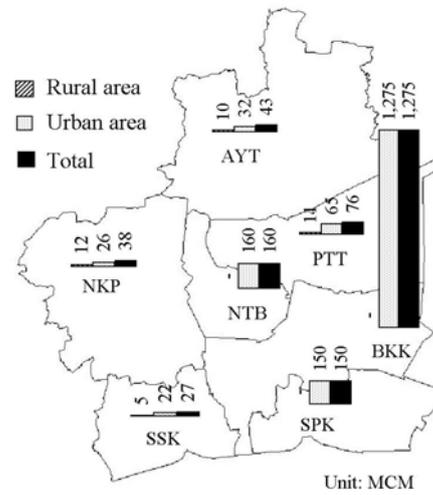 Rural area
Urban area
Total
10 32 43
AYT
1,275 1,275
BKK
11 65 76
PTT
12 26 38
NKP
160 160
NTB
150 150
SPK
5 22 27
SSK
Unit: MCM